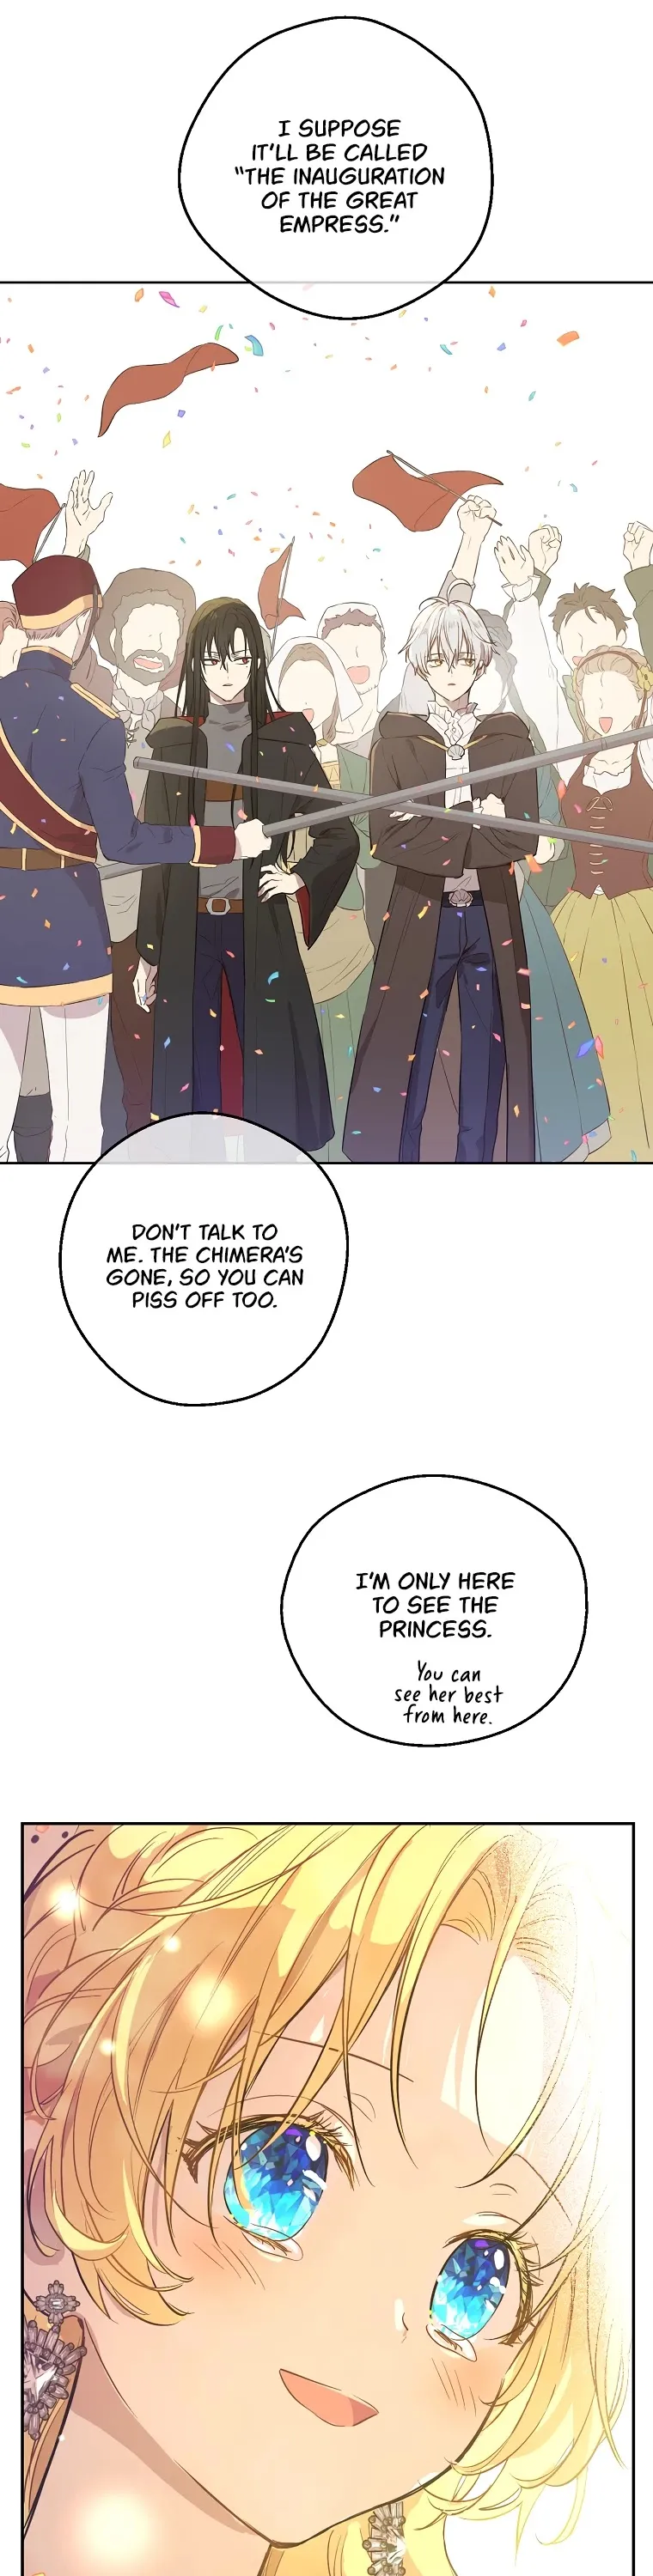 I SUPPOSE
IT'LL BE CALLED
“THE INAUGURATION
OF THE GREAT
EMPRESS.”
DON'T TALK TO
ME. THE CHIMERA'S
GONE, SO YOU CAN
PISS OFF TOO.
I'M ONLY HERE
TO SEE THE
PRINCESS.
You can
see her best
from here.